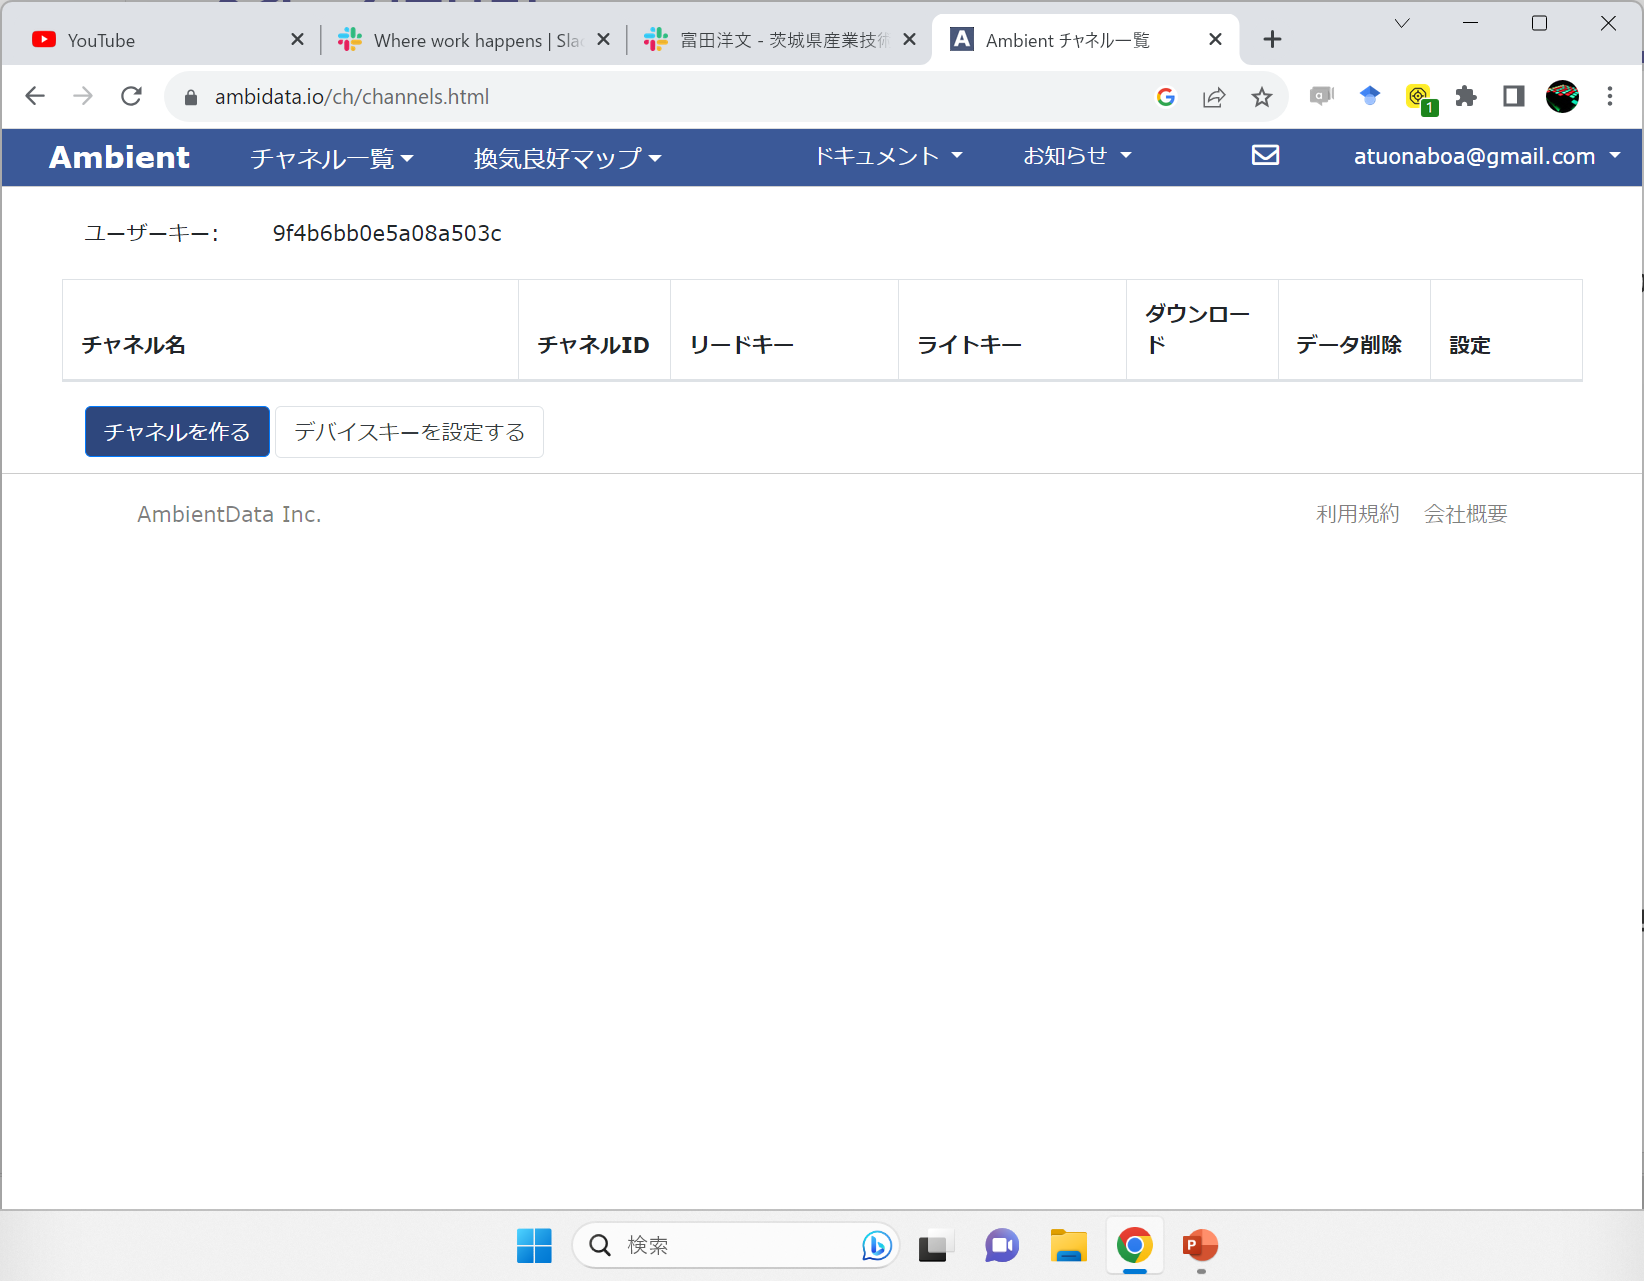 YouTube
Where work happens | Sla
富田洋文 - 茨城県産業技術
Ambient チャネル一覧
ambidata.io/ch/channels.html
1
Ambient
チャネル一覧
換気良好マップ
ドキュメント
お知らせ
atuonaboa@gmail.com
ユーザーキー: 9f4b6bb0e5a08a503c
チャネル名
チャネルID
リードキー
ライトキー
ダウンロー
ド
データ削除
設定
チャネルを作る
デバイスキーを設定する
AmbientData Inc.
利用規約
会社概要
検索